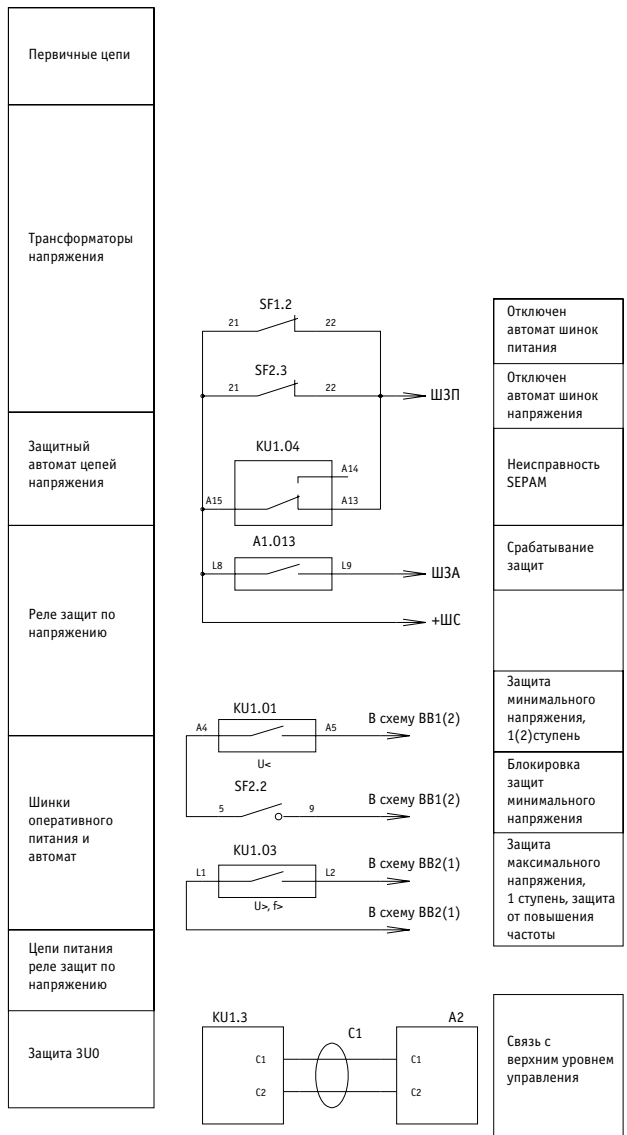 Первичные цепи
Трансформаторы
напряжения
Защитный
автомат цепей
напряжения
Реле защит по
напряжению
Шинки
оперативного
питания и
автомат
Цепи питания
реле защит по
напряжению
Защита 3U0
SF1.2
21 22
SF2.3
21 22 ШЗП
KU1.04
A14
A15 A13
A1.013
L8 L9 ШЗА
+ШС
KU1.01
A4 A5 В схему ВВ1(2)
U<
SF2.2
5 9 В схему ВВ1(2)
KU1.03
L1 L2 В схему ВВ2(1)
U>, f>
В схему ВВ2(1)
KU1.3 C1 A2
C1 C1
C2 C2
Отключен
автомат шинок
питания
Отключен
автомат шинок
напряжения
Неисправность
SEPAM
Срабатывание
защит
Защита
минимального
напряжения,
1(2)ступень
Блокировка
защит
минимального
напряжения
Защита
максимального
напряжения,
1 ступень, защита
от повышения
частоты
Связь с
верхним уровнем
управления